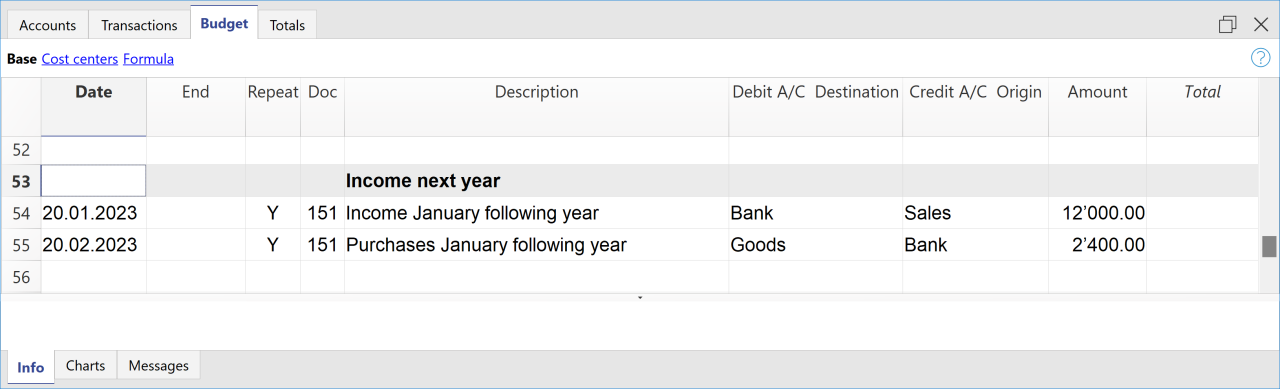 Accounts Transactions Budget Totals
Base Cost centers Formula
Date End Repeat Doc Description Debit A/C Destination Credit A/C Origin Amount Total
52
53 Income next year
54 20.01.2023 Y 151 Income January following year Bank Sales 12’000.00
55 20.02.2023 Y 151 Purchases January following year Goods Bank 2’400.00
56
Info Charts Messages